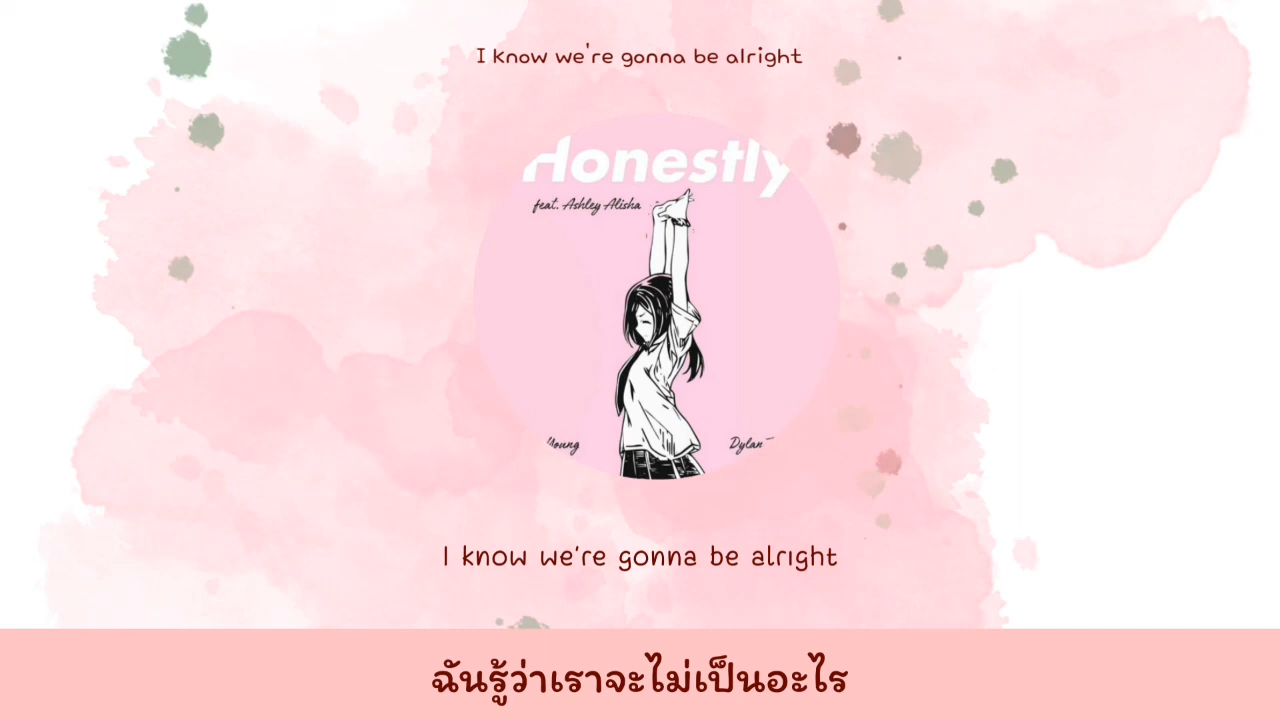 I know we're gonna be alright
Honestly
feat. Ashley Alisha
Young Dylan
I know we're gonna be alright
ฉันรู้ว่าเราจะไม่เป็นอะไร